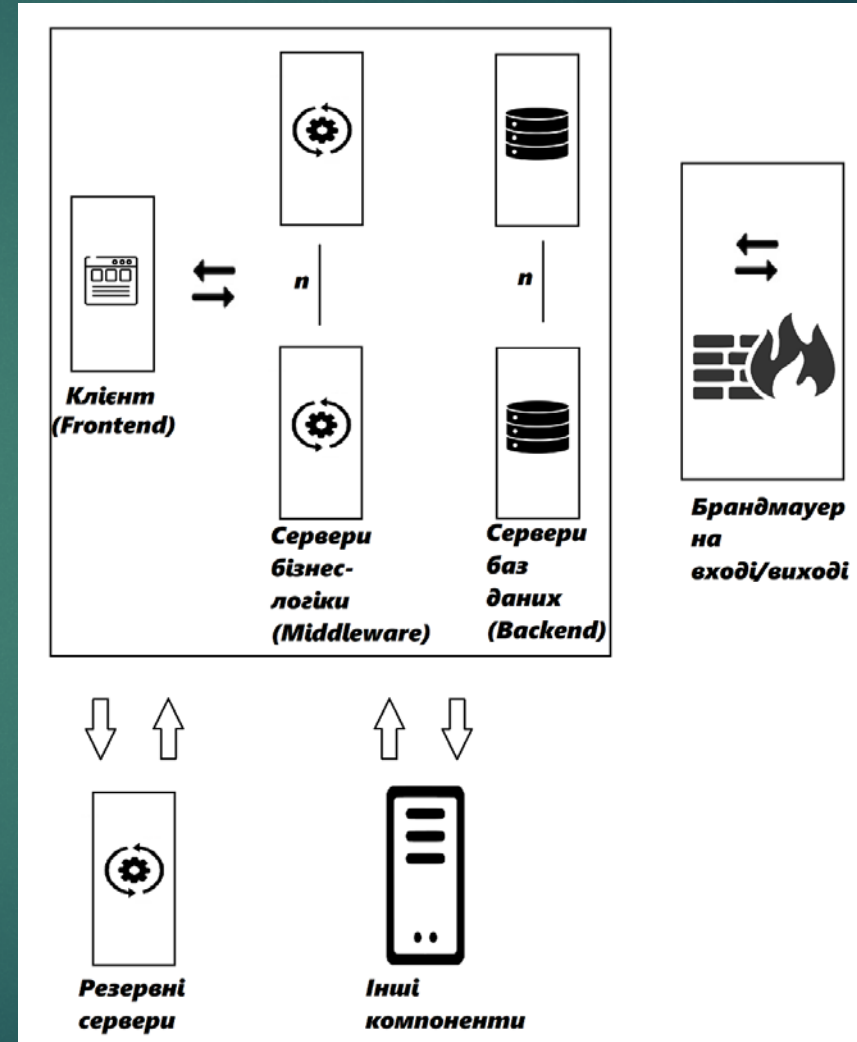 n
n
Клієнт
(Frontend)
Сервери
бізнес-
логіки
(Middleware)
Сервери
баз
даних
(Backend)
Брандмауер
на
вході/виході
Резервні
сервери
Інші
компоненти